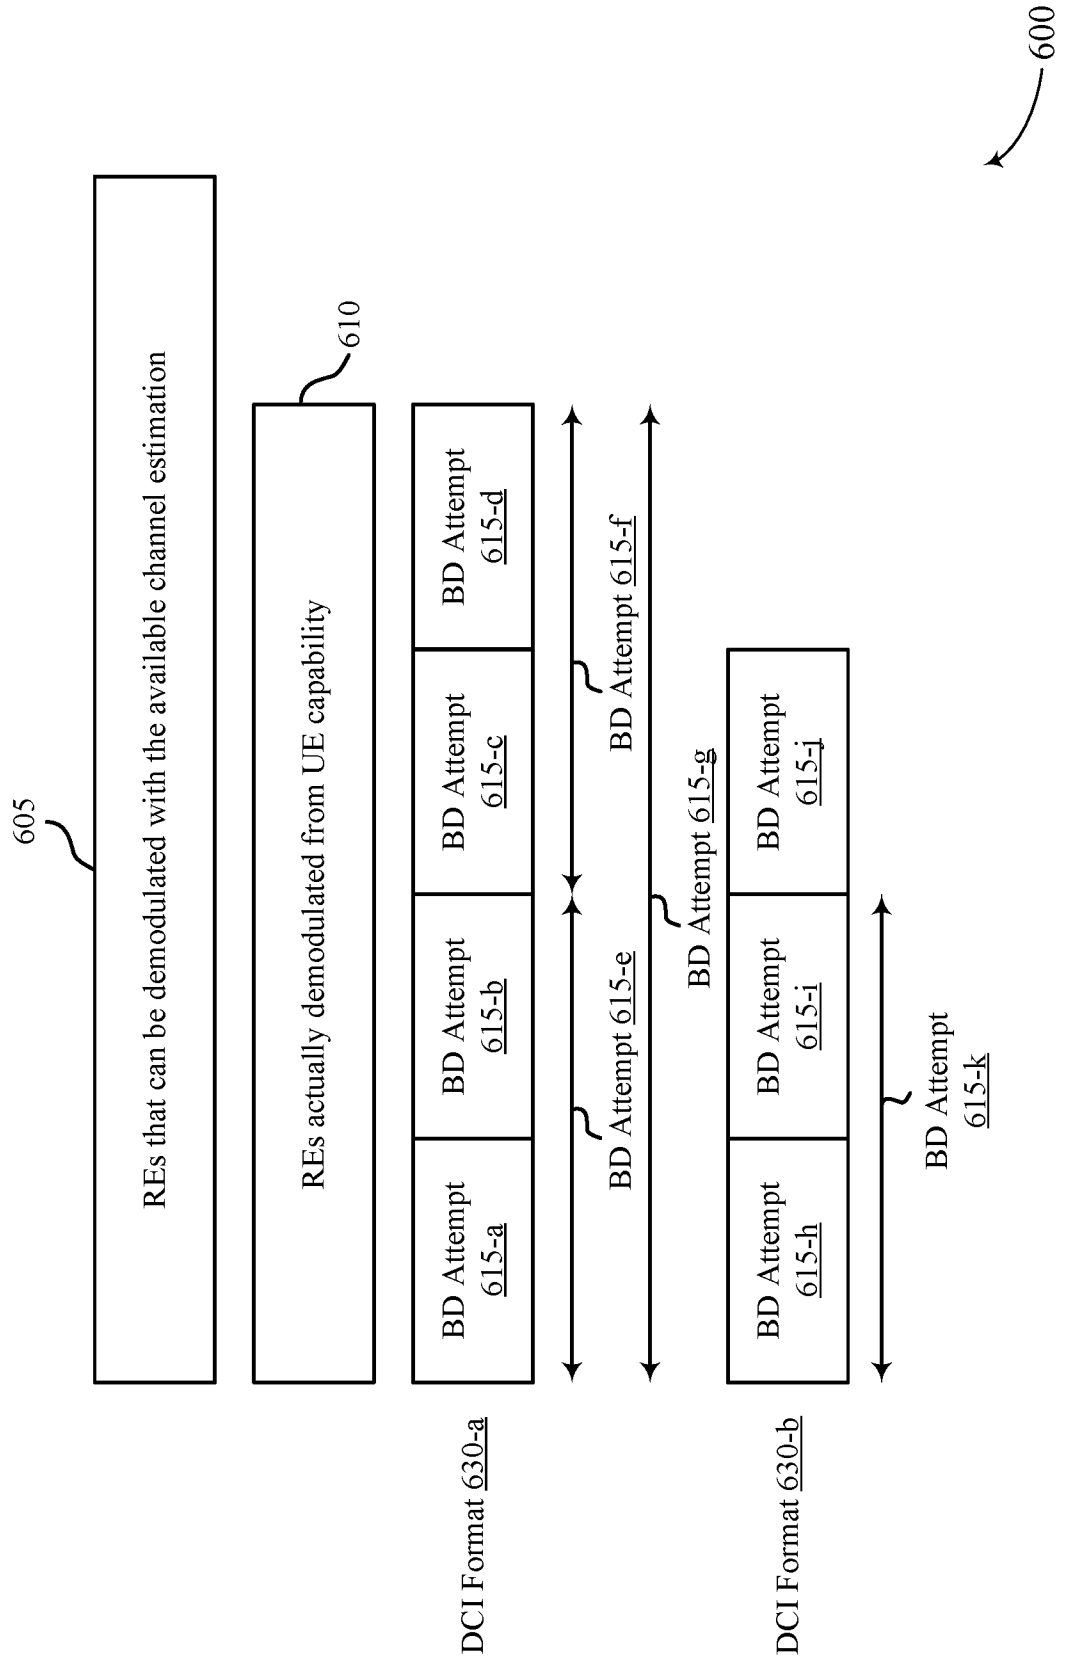 605
REs that can be demodulated with the available channel estimation
610
REs actually demodulated from UE capability
DCI Format 630-a
BD Attempt
615-a
BD Attempt
615-b
BD Attempt
615-c
BD Attempt
615-d
BD Attempt 615-e
BD Attempt 615-f
BD Attempt 615-g
DCI Format 630-b
BD Attempt
615-h
BD Attempt
615-i
BD Attempt
615-j
BD Attempt
615-k
600